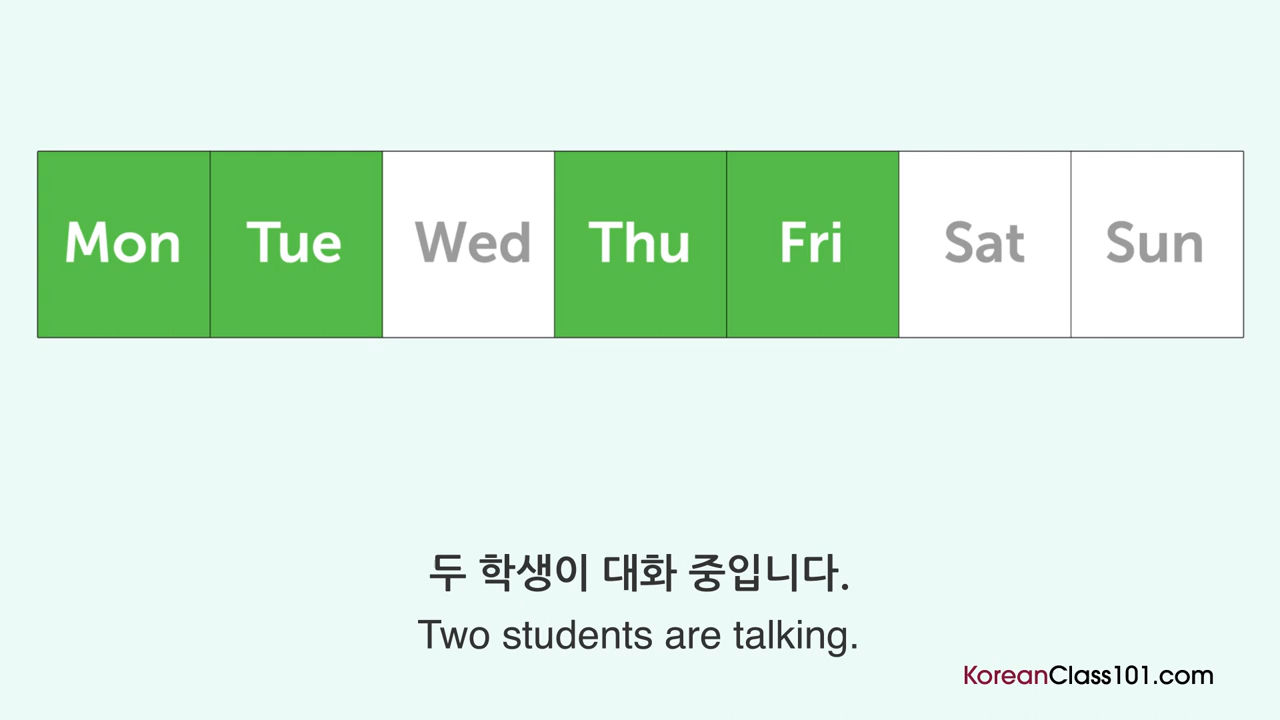 Mon Tue Wed Thu Fri Sat Sun
두 학생이 대화 중입니다.
Two students are talking.
KoreanClass101.com